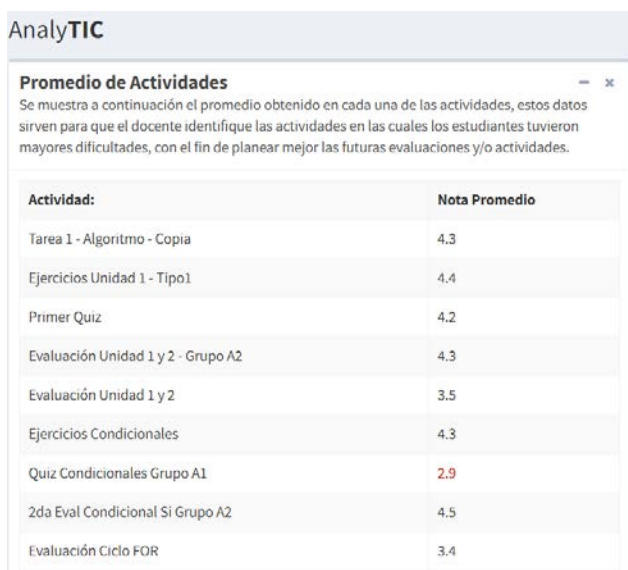 AnalyTIC
Promedio de Actividades
Se muestra a continuación el promedio obtenido en cada una de las actividades, estos datos
sirven para que el docente identifique las actividades en las cuales los estudiantes tuvieron
mayores dificultades, con el fin de planear mejor las futuras evaluaciones y/o actividades.
Actividad: Nota Promedio
Tarea 1 - Algoritmo - Copia 4.3
Ejercicios Unidad 1 - Tipo1 4.4
Primer Quiz 4.2
Evaluación Unidad 1 y 2 - Grupo A2 4.3
Evaluación Unidad 1 y 2 3.5
Ejercicios Condicionales 4.3
Quiz Condicionales Grupo A1 2.9
2da Eval Condicional Si Grupo A2 4.5
Evaluación Ciclo FOR 3.4